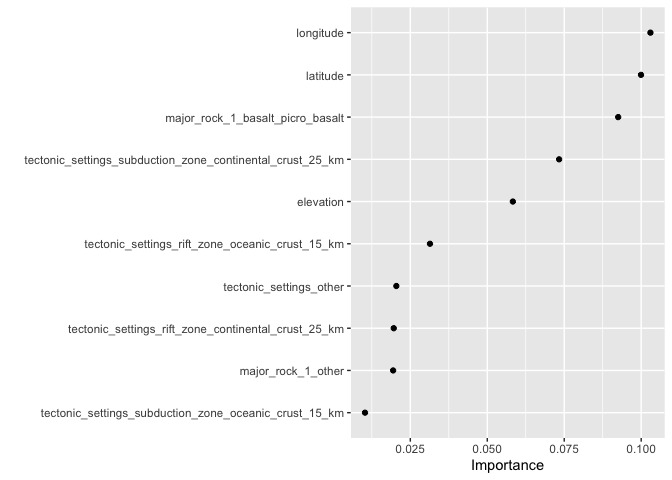 longitude
latitude
major_rock_1_basalt_picro_basalt
tectonic_settings_subduction_zone_continental_crust_25_km
elevation
tectonic_settings_rift_zone_oceanic_crust_15_km
tectonic_settings_other
tectonic_settings_rift_zone_continental_crust_25_km
major_rock_1_other
tectonic_settings_subduction_zone_oceanic_crust_15_km
0.025 0.050 0.075 0.100
Importance